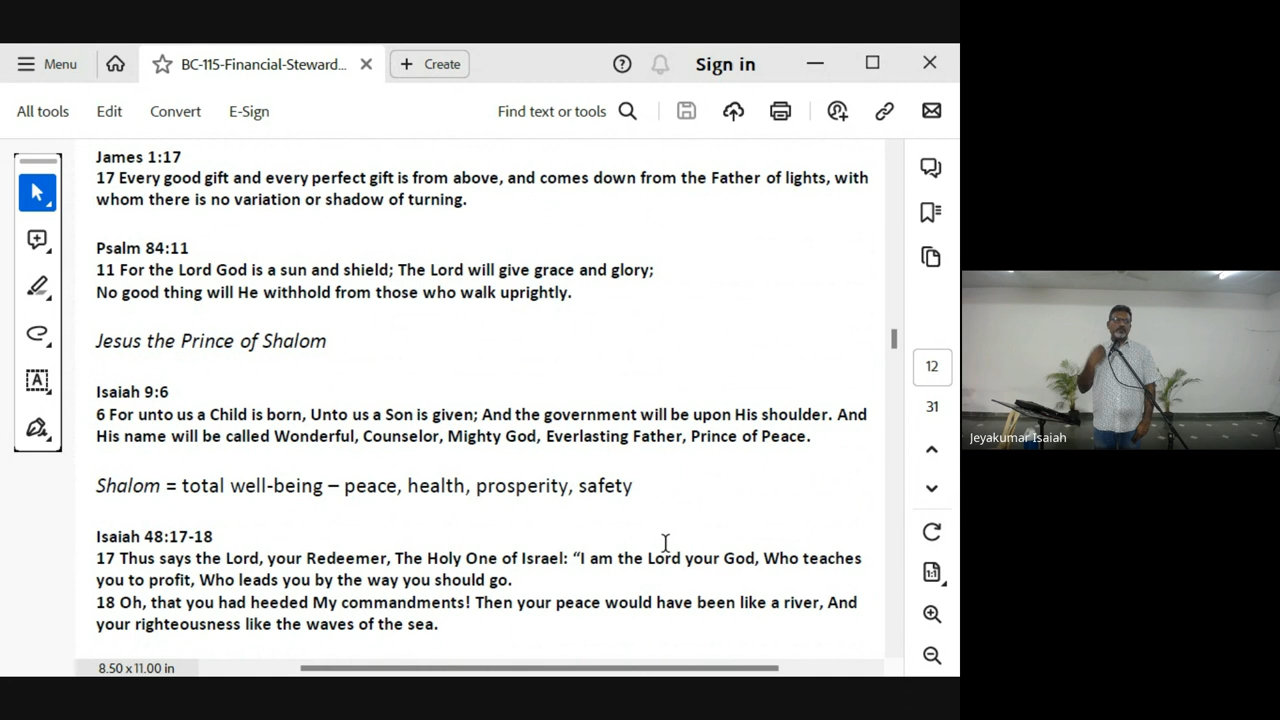 Menu
BC-115-Financial-Steward...
Create
Sign in
All tools
Edit
Convert
E-Sign
Find text or tools
James 1:17
17 Every good gift and every perfect gift is from above, and comes down from the Father of lights, with
whom there is no variation or shadow of turning.
Psalm 84:11
11 For the Lord God is a sun and shield; The Lord will give grace and glory;
No good thing will He withhold from those who walk uprightly.
Jesus the Prince of Shalom
Isaiah 9:6
6 For unto us a Child is born, Unto us a Son is given; And the government will be upon His shoulder. And
His name will be called Wonderful, Counselor, Mighty God, Everlasting Father, Prince of Peace.
Shalom = total well-being – peace, health, prosperity, safety
Isaiah 48:17-18
17 Thus says the Lord, your Redeemer, The Holy One of Israel: “I am the Lord your God, Who teaches
you to profit, Who leads you by the way you should go.
18 Oh, that you had heeded My commandments! Then your peace would have been like a river, And
your righteousness like the waves of the sea.
8.50 x 11.00 in
12
31
1:1
Jeyakumar Isaiah